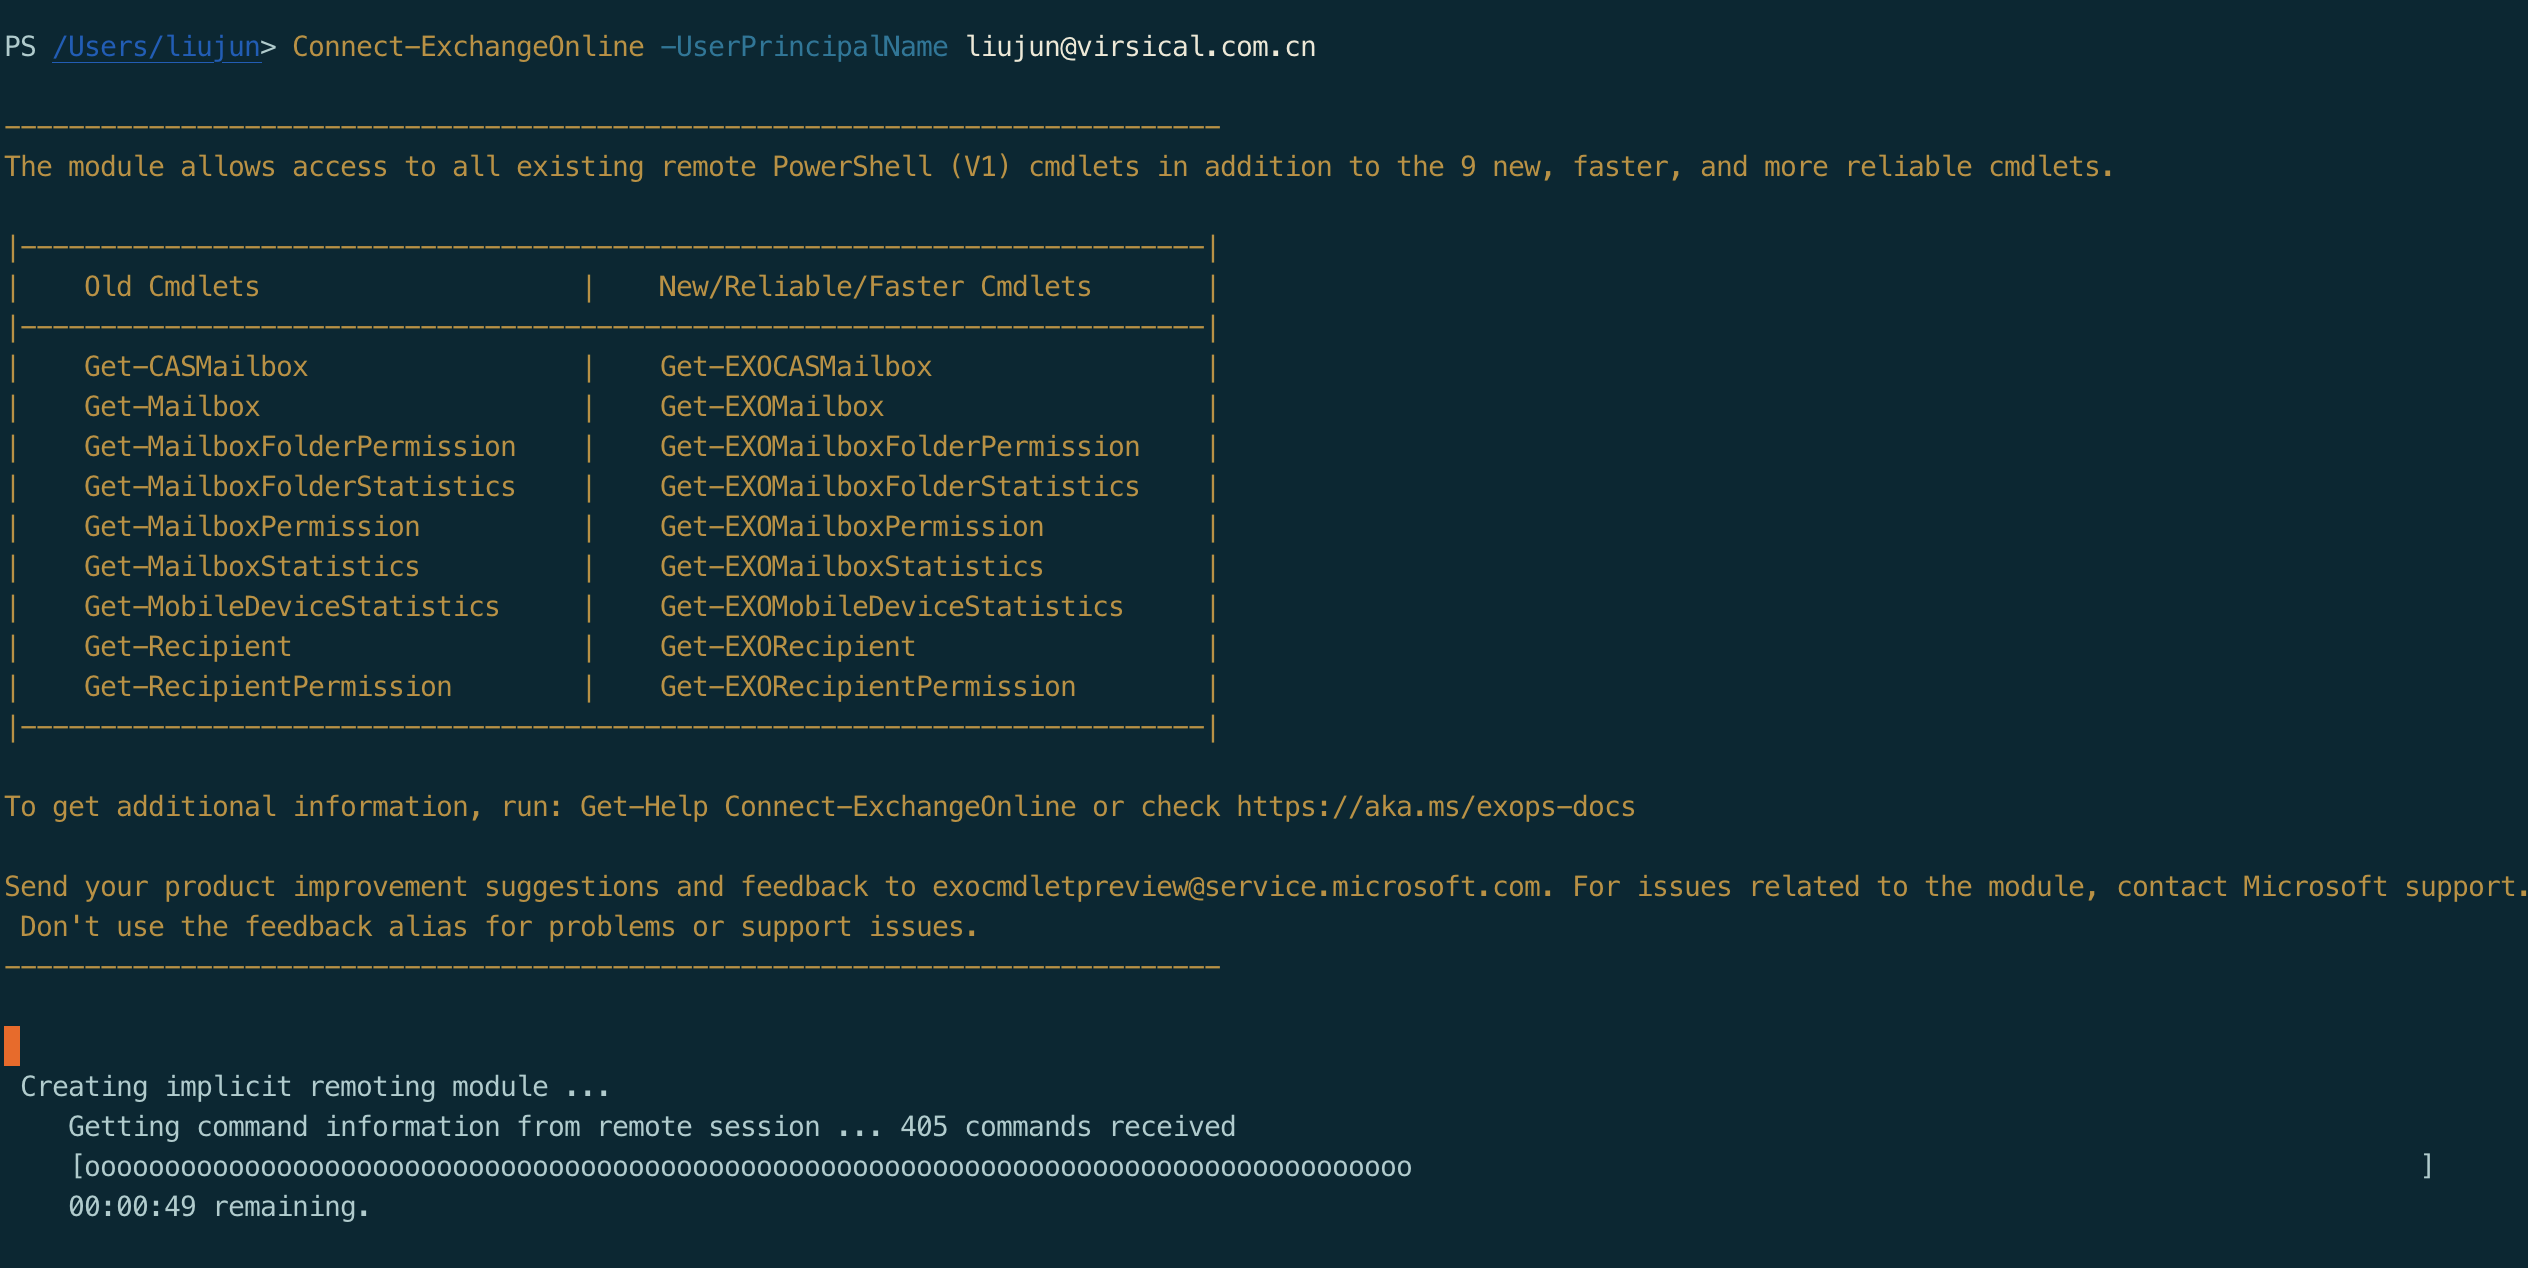 PS /Users/liujun> Connect-ExchangeOnline -UserPrincipalName liujun@virsical.com.cn
----------------------------------------------------------------------------
The module allows access to all existing remote PowerShell (V1) cmdlets in addition to the 9 new, faster, and more reliable cmdlets.
|--------------------------------------------------------------------------|
|    Old Cmdlets                    |    New/Reliable/Faster Cmdlets       |
|--------------------------------------------------------------------------|
|    Get-CASMailbox                 |    Get-EXOCASMailbox                 |
|    Get-Mailbox                    |    Get-EXOMailbox                    |
|    Get-MailboxFolderPermission    |    Get-EXOMailboxFolderPermission    |
|    Get-MailboxFolderStatistics    |    Get-EXOMailboxFolderStatistics    |
|    Get-MailboxPermission          |    Get-EXOMailboxPermission          |
|    Get-MailboxStatistics          |    Get-EXOMailboxStatistics          |
|    Get-MobileDeviceStatistics     |    Get-EXOMobileDeviceStatistics     |
|    Get-Recipient                  |    Get-EXORecipient                  |
|    Get-RecipientPermission        |    Get-EXORecipientPermission        |
|--------------------------------------------------------------------------|
To get additional information, run: Get-Help Connect-ExchangeOnline or check https://aka.ms/exops-docs
Send your product improvement suggestions and feedback to exocmdletpreview@service.microsoft.com. For issues related to the module, contact Microsoft support.
 Don't use the feedback alias for problems or support issues.
----------------------------------------------------------------------------
 Creating implicit remoting module ...
    Getting command information from remote session ... 405 commands received
    [ooooooooooooooooooooooooooooooooooooooooooooooooooooooooooooooooooooooooooooooooooo                                                               ]
    00:00:49 remaining.